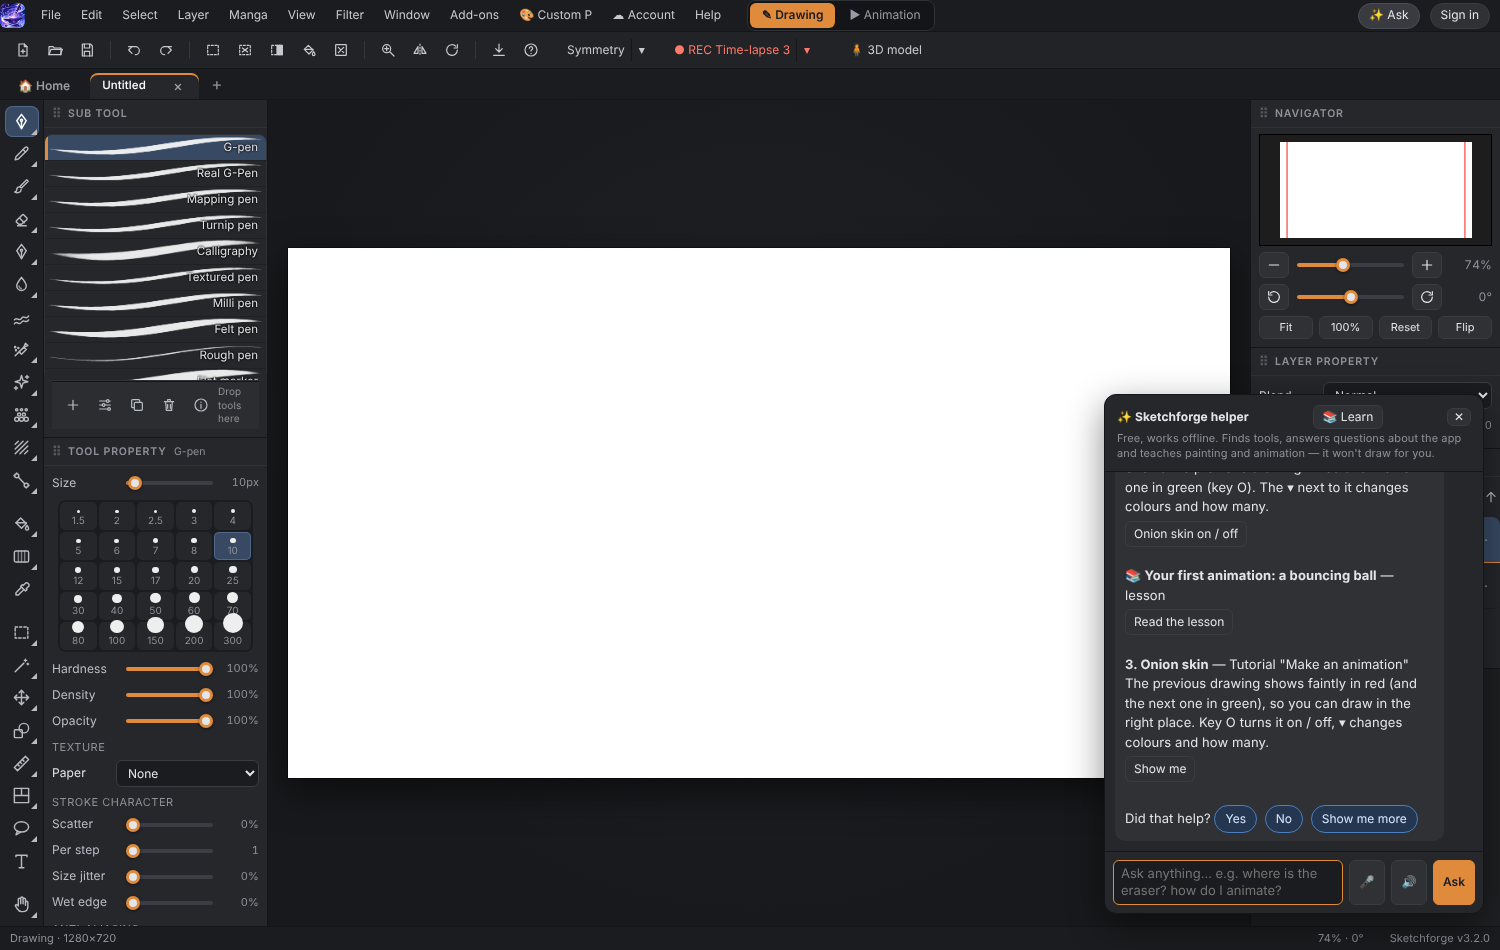 File Edit Select Layer Manga View Filter Window Add-ons 🎨 Custom P ☁ Account Help ✎ Drawing ▶ Animation ✨ Ask Sign in
Symmetry ▾ REC Time-lapse 3 ▾ 🧍 3D model
🏠 Home Untitled × +
SUB TOOL
G-pen
Real G-Pen
Mapping pen
Turnip pen
Calligraphy
Textured pen
Milli pen
Felt pen
Rough pen
Drop
tools
here
TOOL PROPERTY G-pen
Size 10px
1.5 2 2.5 3 4
5 6 7 8 10
12 15 17 20 25
30 40 50 60 70
80 100 150 200 300
Hardness 100%
Density 100%
Opacity 100%
TEXTURE
Paper None
STROKE CHARACTER
Scatter 0%
Per step 1
Size jitter 0%
Wet edge 0%
NAVIGATOR
74%
0°
Fit 100% Reset Flip
LAYER PROPERTY
✨ Sketchforge helper 📚 Learn ✕
Free, works offline. Finds tools, answers questions about the app
and teaches painting and animation — it won't draw for you.
one in green (key O). The ▾ next to it changes
colours and how many.
Onion skin on / off
📚 Your first animation: a bouncing ball —
lesson
Read the lesson
3. Onion skin — Tutorial "Make an animation"
The previous drawing shows faintly in red (and
the next one in green), so you can draw in the
right place. Key O turns it on / off, ▾ changes
colours and how many.
Show me
Did that help? Yes No Show me more
Ask anything... e.g. where is the
eraser? how do I animate?
Ask
Drawing · 1280×720 74% · 0° Sketchforge v3.2.0